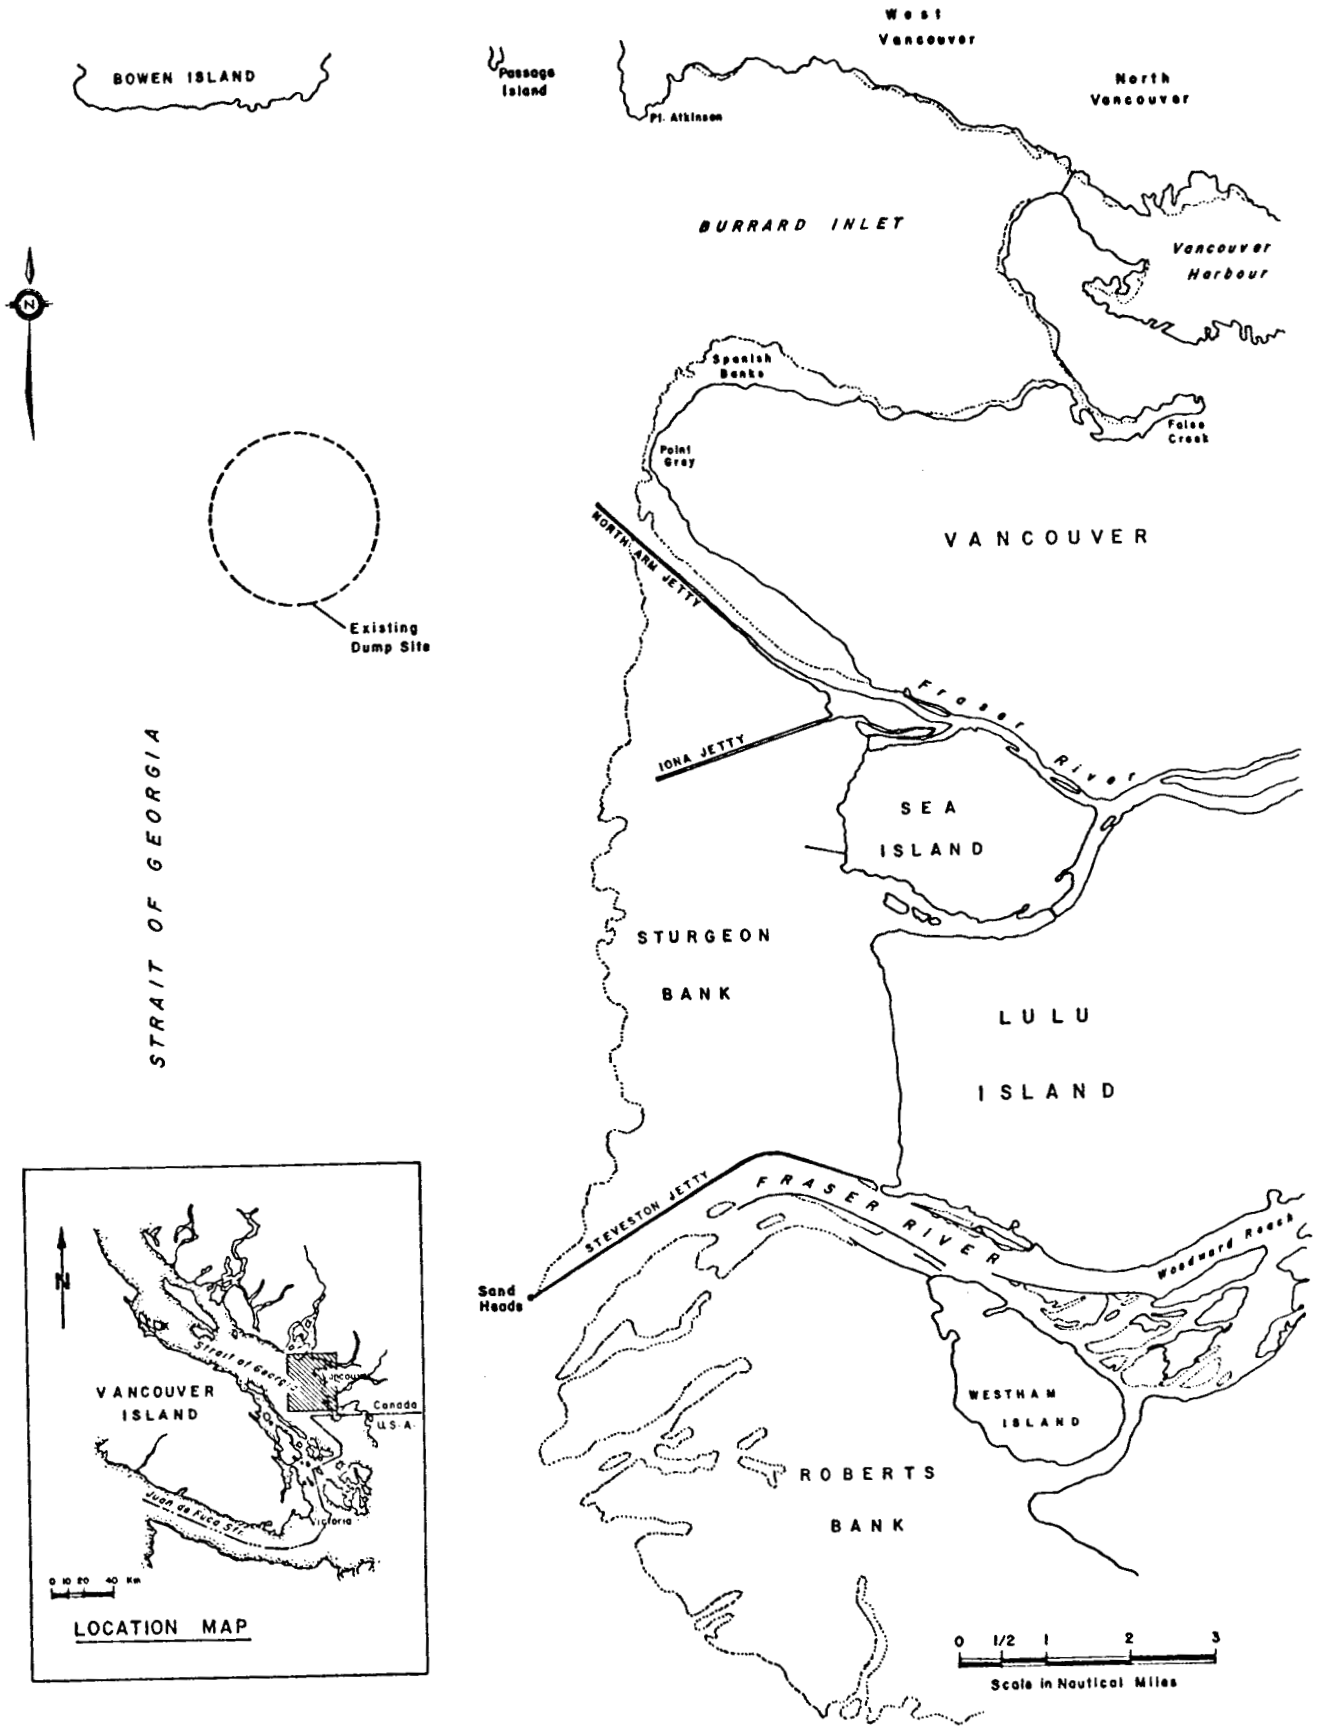 West
Vancouver
BOWEN ISLAND
Passage
Island
North
Vancouver
Pt. Atkinson
BURRARD INLET
Vancouver
Harbour
N
Spanish
Banks
False
Creek
Point
Grey
NORTH ARM JETTY
VANCOUVER
Existing
Dump Site
Fraser River
IONA JETTY
STRAIT OF GEORGIA
SEA
ISLAND
STURGEON
BANK
LULU
ISLAND
STEVESTON JETTY
FRASER RIVER
Woodward Reach
Sand
Heads
WESTHAM
ISLAND
ROBERTS
BANK
0 1/2 1 2 3
Scale in Nautical Miles
N
Strait of Georg
VANCOUVER
ISLAND
Canada
U.S.A.
Juan de Fuca Str.
Victoria
0 10 20 40 Km
LOCATION MAP